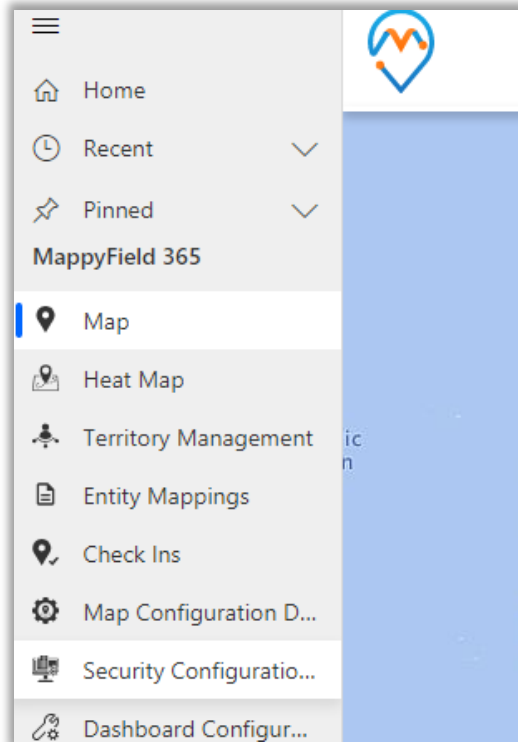 Home
Recent
Pinned
MappyField 365
Map
Heat Map
Territory Management
ic
n
Entity Mappings
Check Ins
Map Configuration D...
Security Configuratio...
Dashboard Configur...